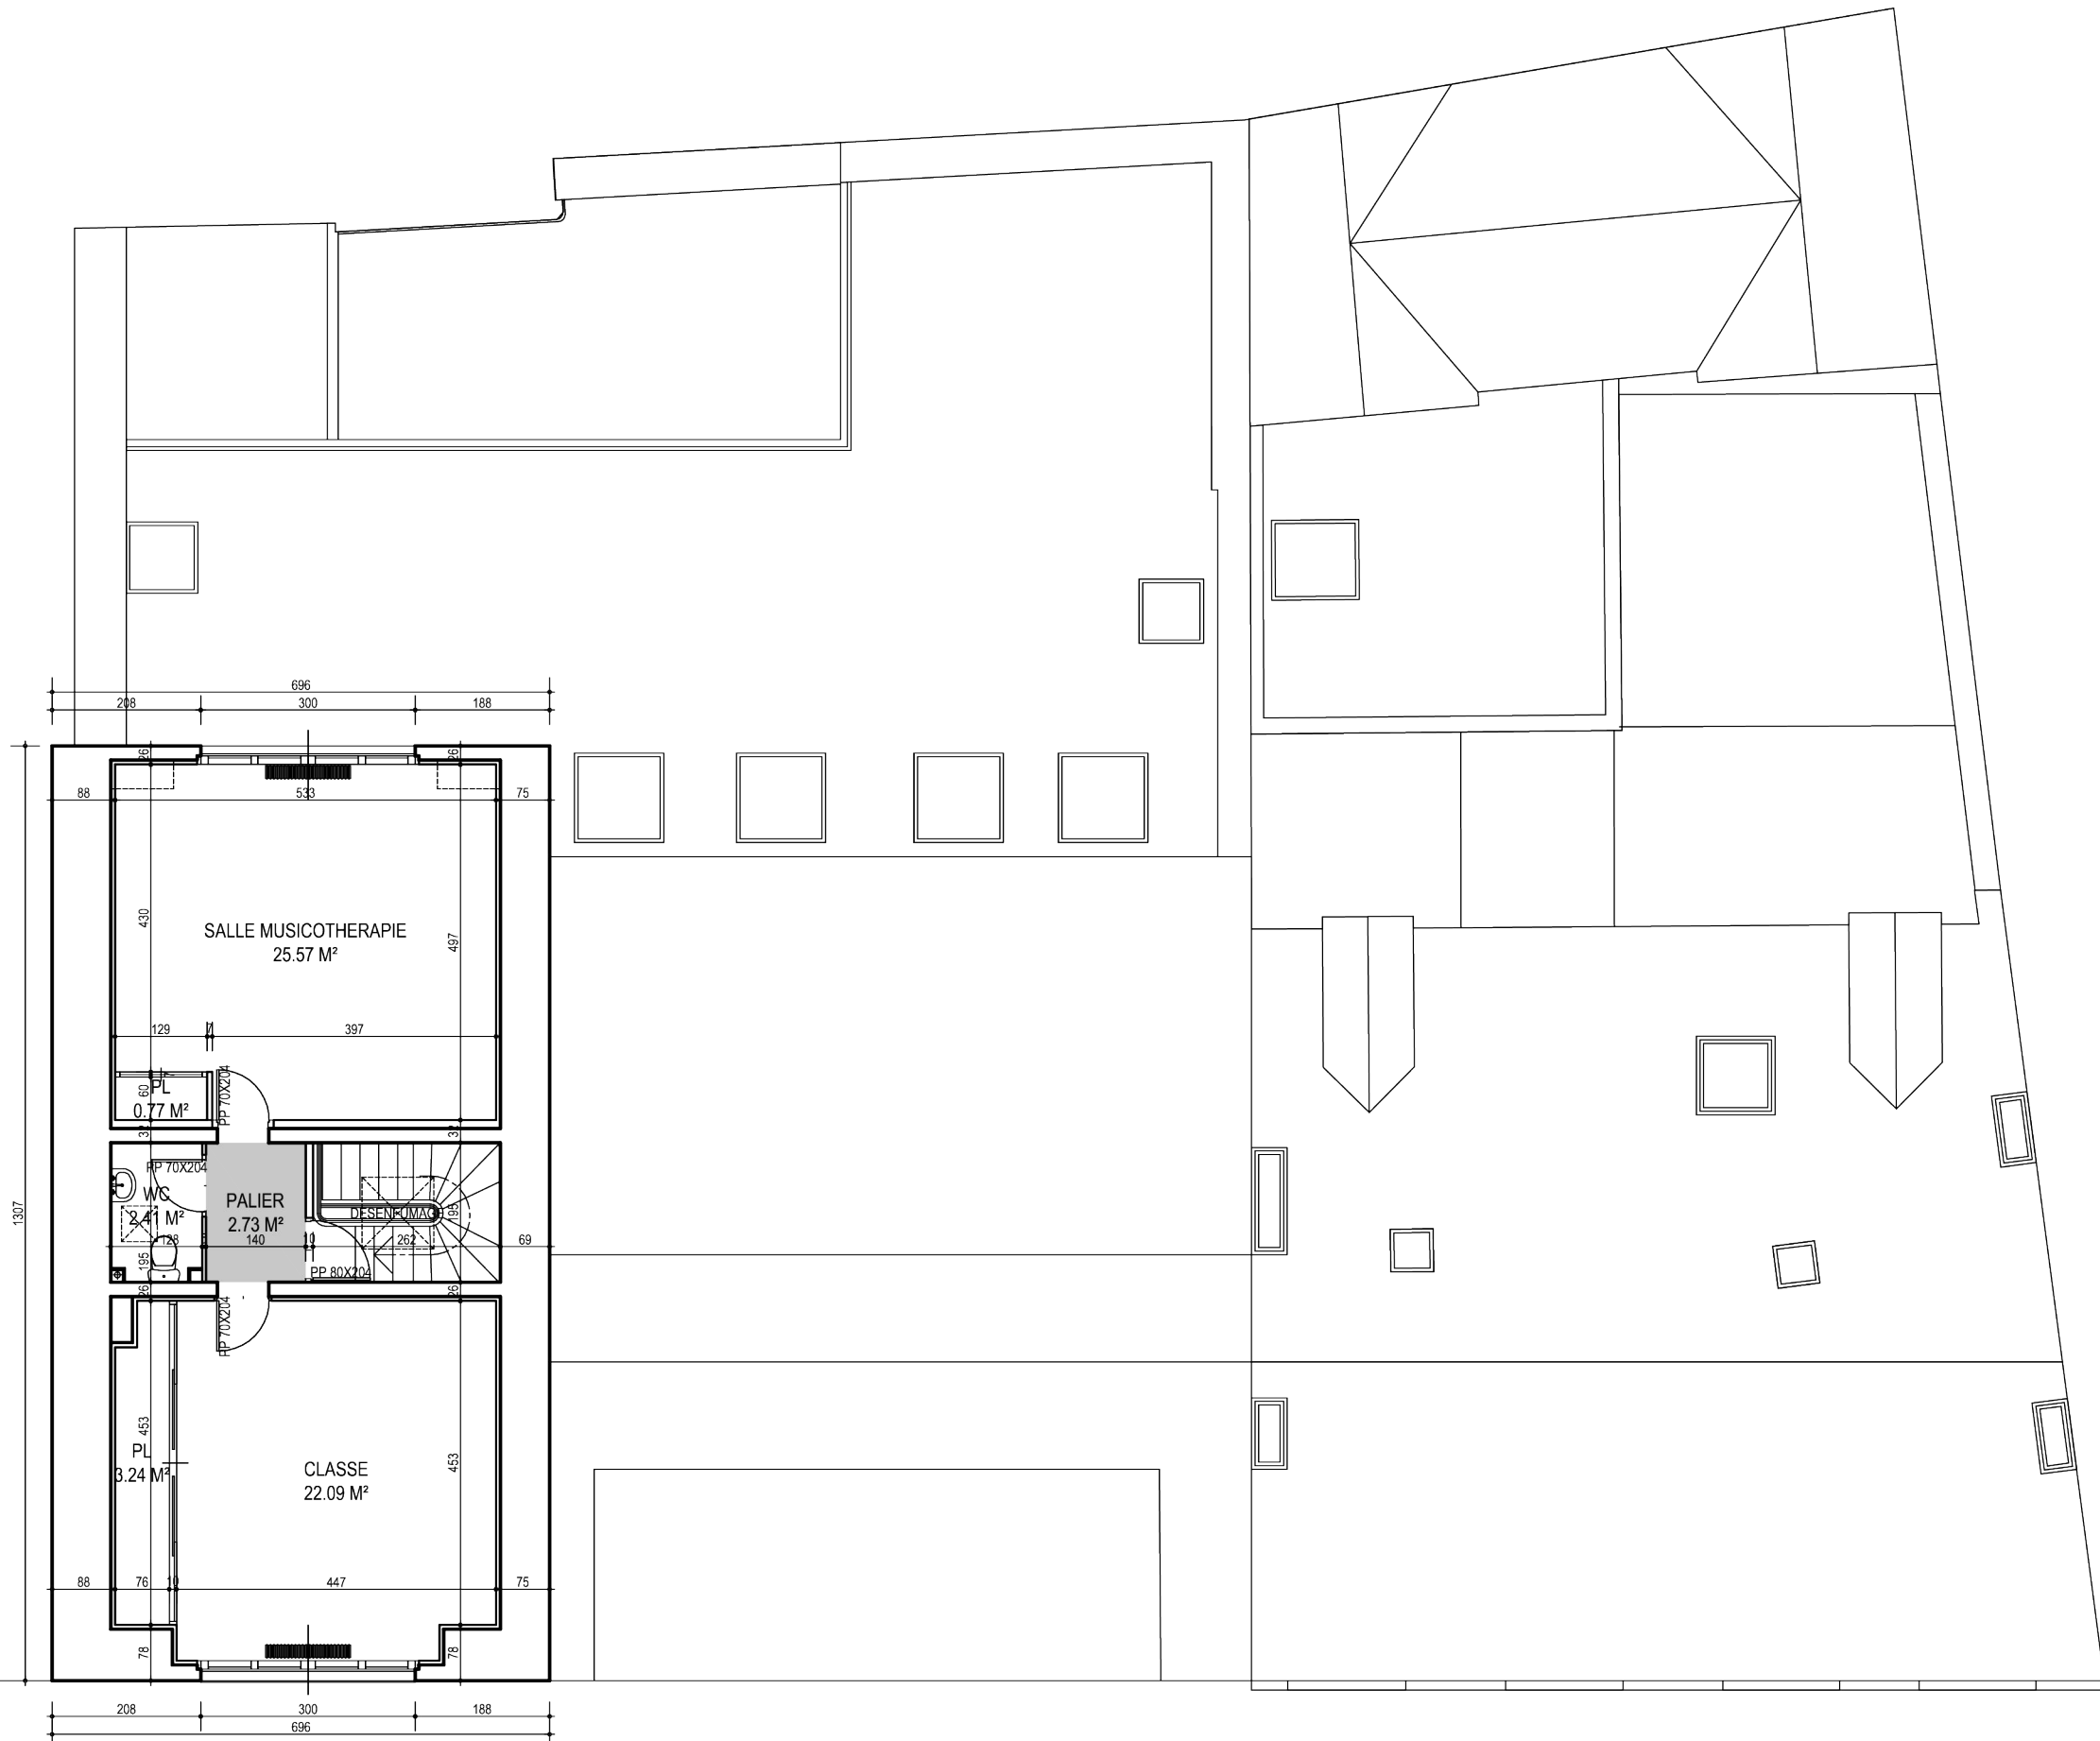 696
208
300
188
26
26
88
533
75
430
497
SALLE MUSICOTHERAPIE
25.57 M²
129
7
397
PL
0.77 M²
60
PP 70X204
32
32
PP 70X204
WC
2.41 M²
PALIER
2.73 M²
DESENFUMAGE
195
128
140
10
262
69
195
PP 80X204
26
26
PP 70X204
1307
453
PL
3.24 M²
CLASSE
22.09 M²
453
88
76
10
447
75
78
78
208
300
188
696